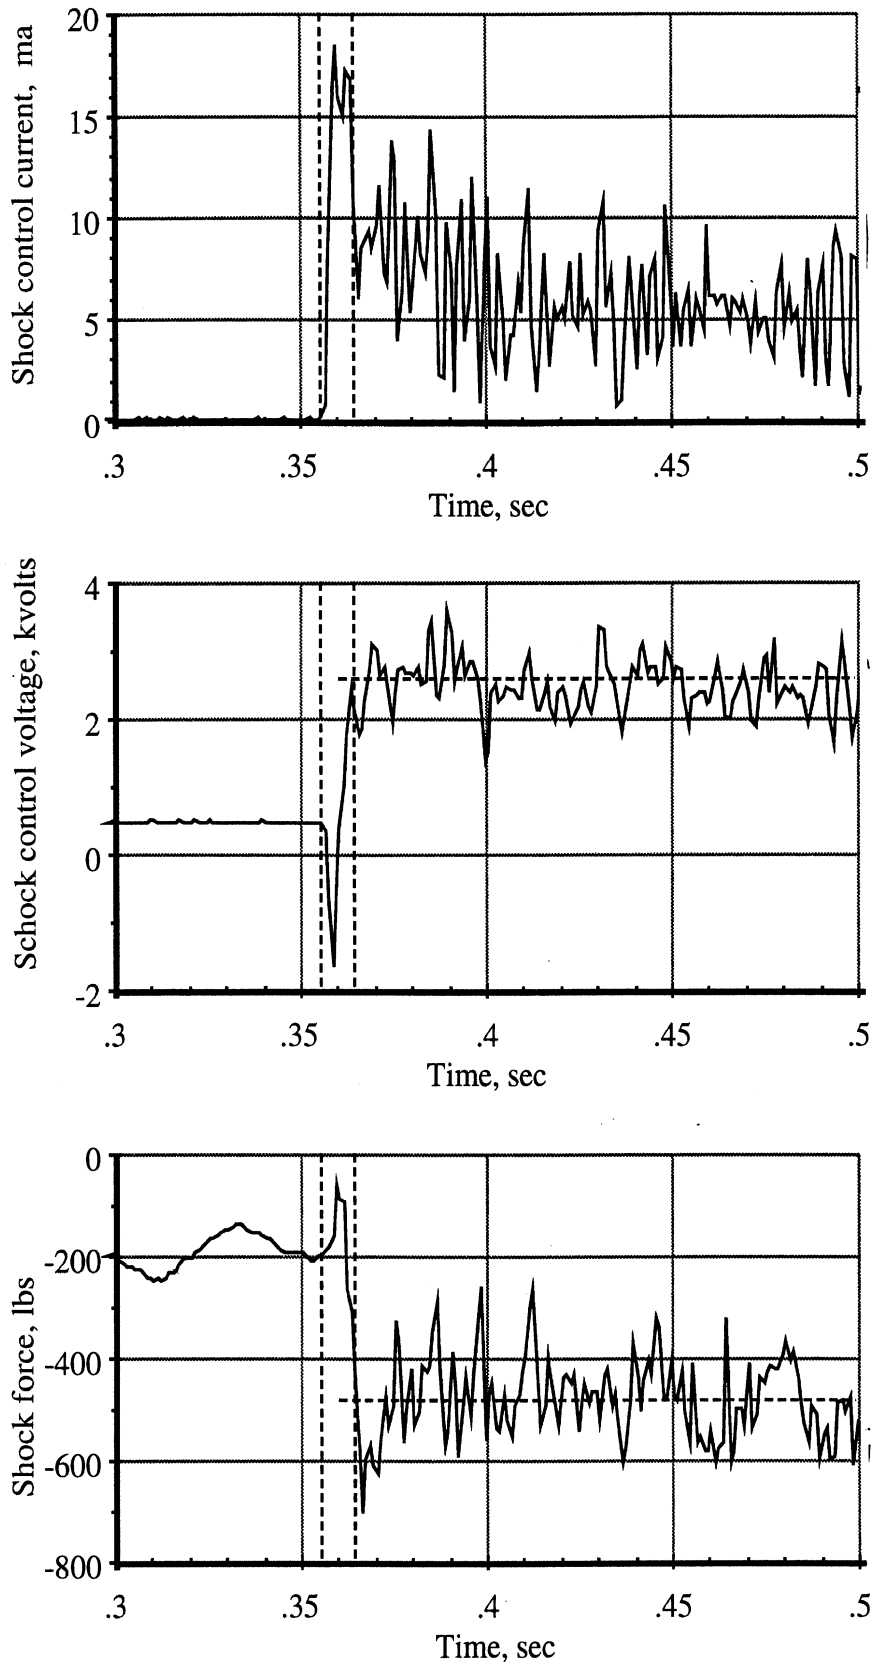 Shock control current, ma
20
15
10
5
0
.3 .35 .4 .45 .5
Time, sec
Schock control voltage, kvolts
4
2
0
-2
.3 .35 .4 .45 .5
Time, sec
Shock force, lbs
0
-200
-400
-600
-800
.3 .35 .4 .45 .5
Time, sec